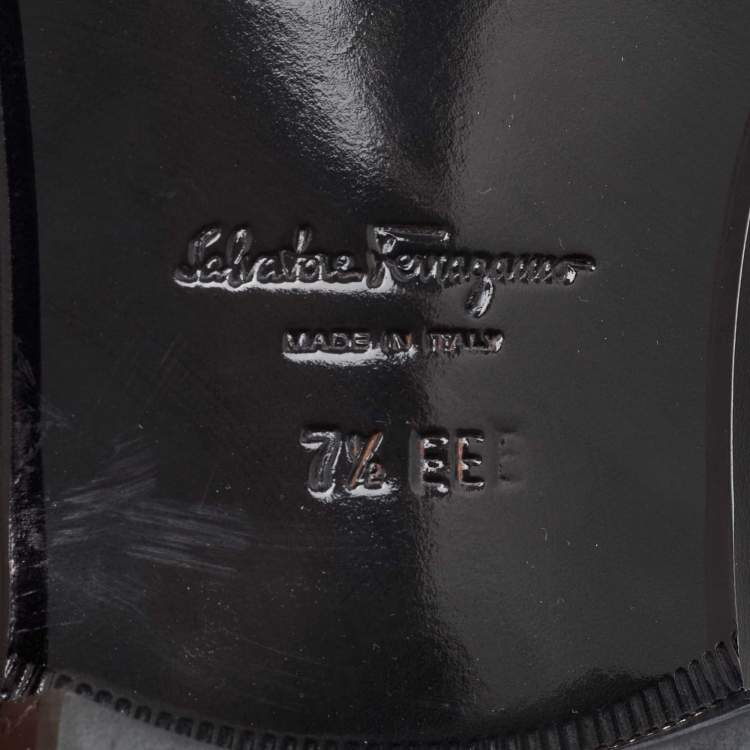 Salvatore Ferragamo
MADE IN ITALY
7½ EEE